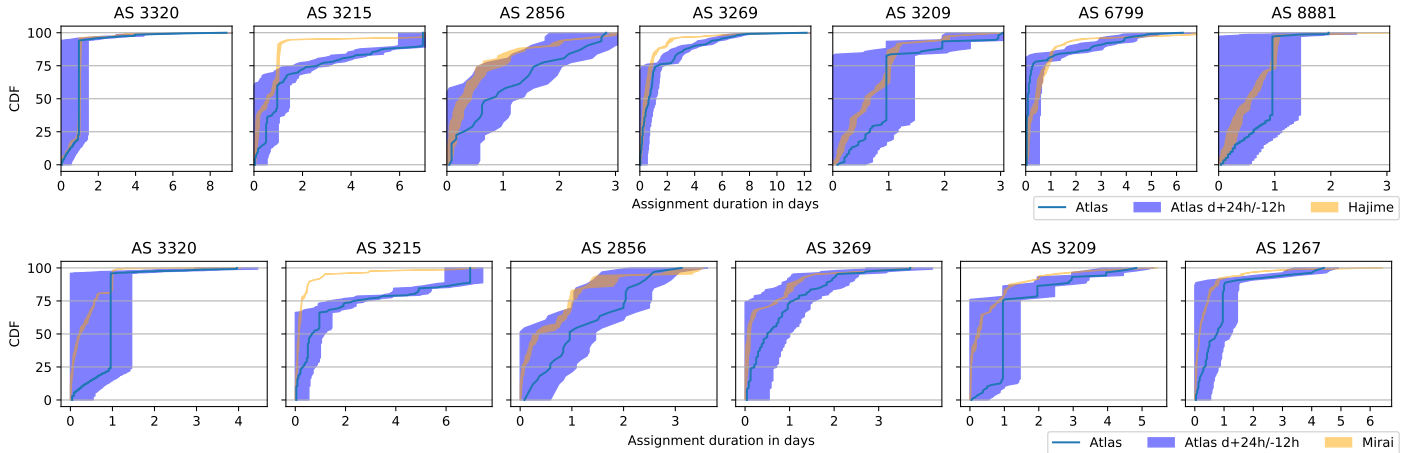 AS 3320 AS 3215 AS 2856 AS 3269 AS 3209 AS 6799 AS 8881
100
75
50
25
0
CDF
0 2 4 6 8 0 2 4 6 0 1 2 3 0 2 4 6 8 10 12 0 1 2 3 0 1 2 3 4 5 6 0 1 2 3
Assignment duration in days
Atlas Atlas d+24h/-12h Hajime
AS 3320 AS 3215 AS 2856 AS 3269 AS 3209 AS 1267
100
75
50
25
0
CDF
0 1 2 3 4 0 2 4 6 0 1 2 3 0 1 2 3 0 1 2 3 4 5 0 1 2 3 4 5 6
Assignment duration in days
Atlas Atlas d+24h/-12h Mirai